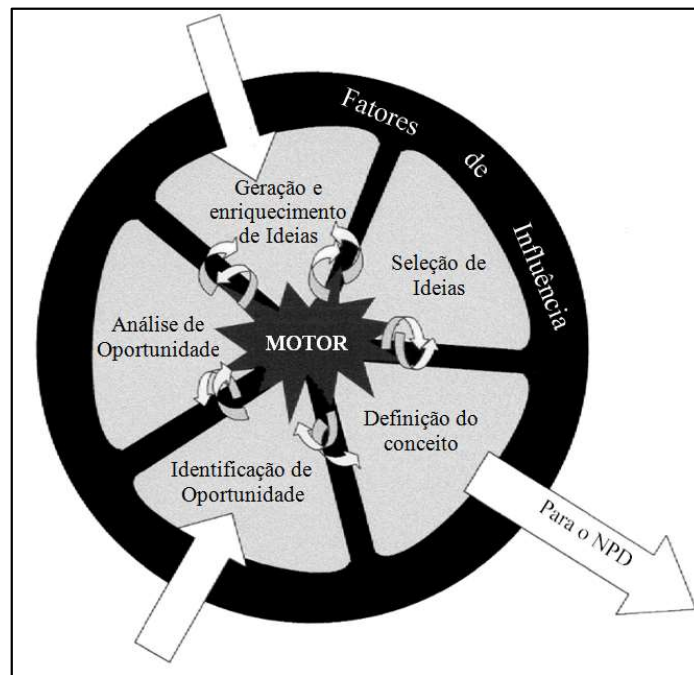 Fatores de Influência
Geração e
enriquecimento
de Ideias
Seleção de
Ideias
Análise de
Oportunidade
MOTOR
Definição do
conceito
Identificação de
Oportunidade
Para o NPD